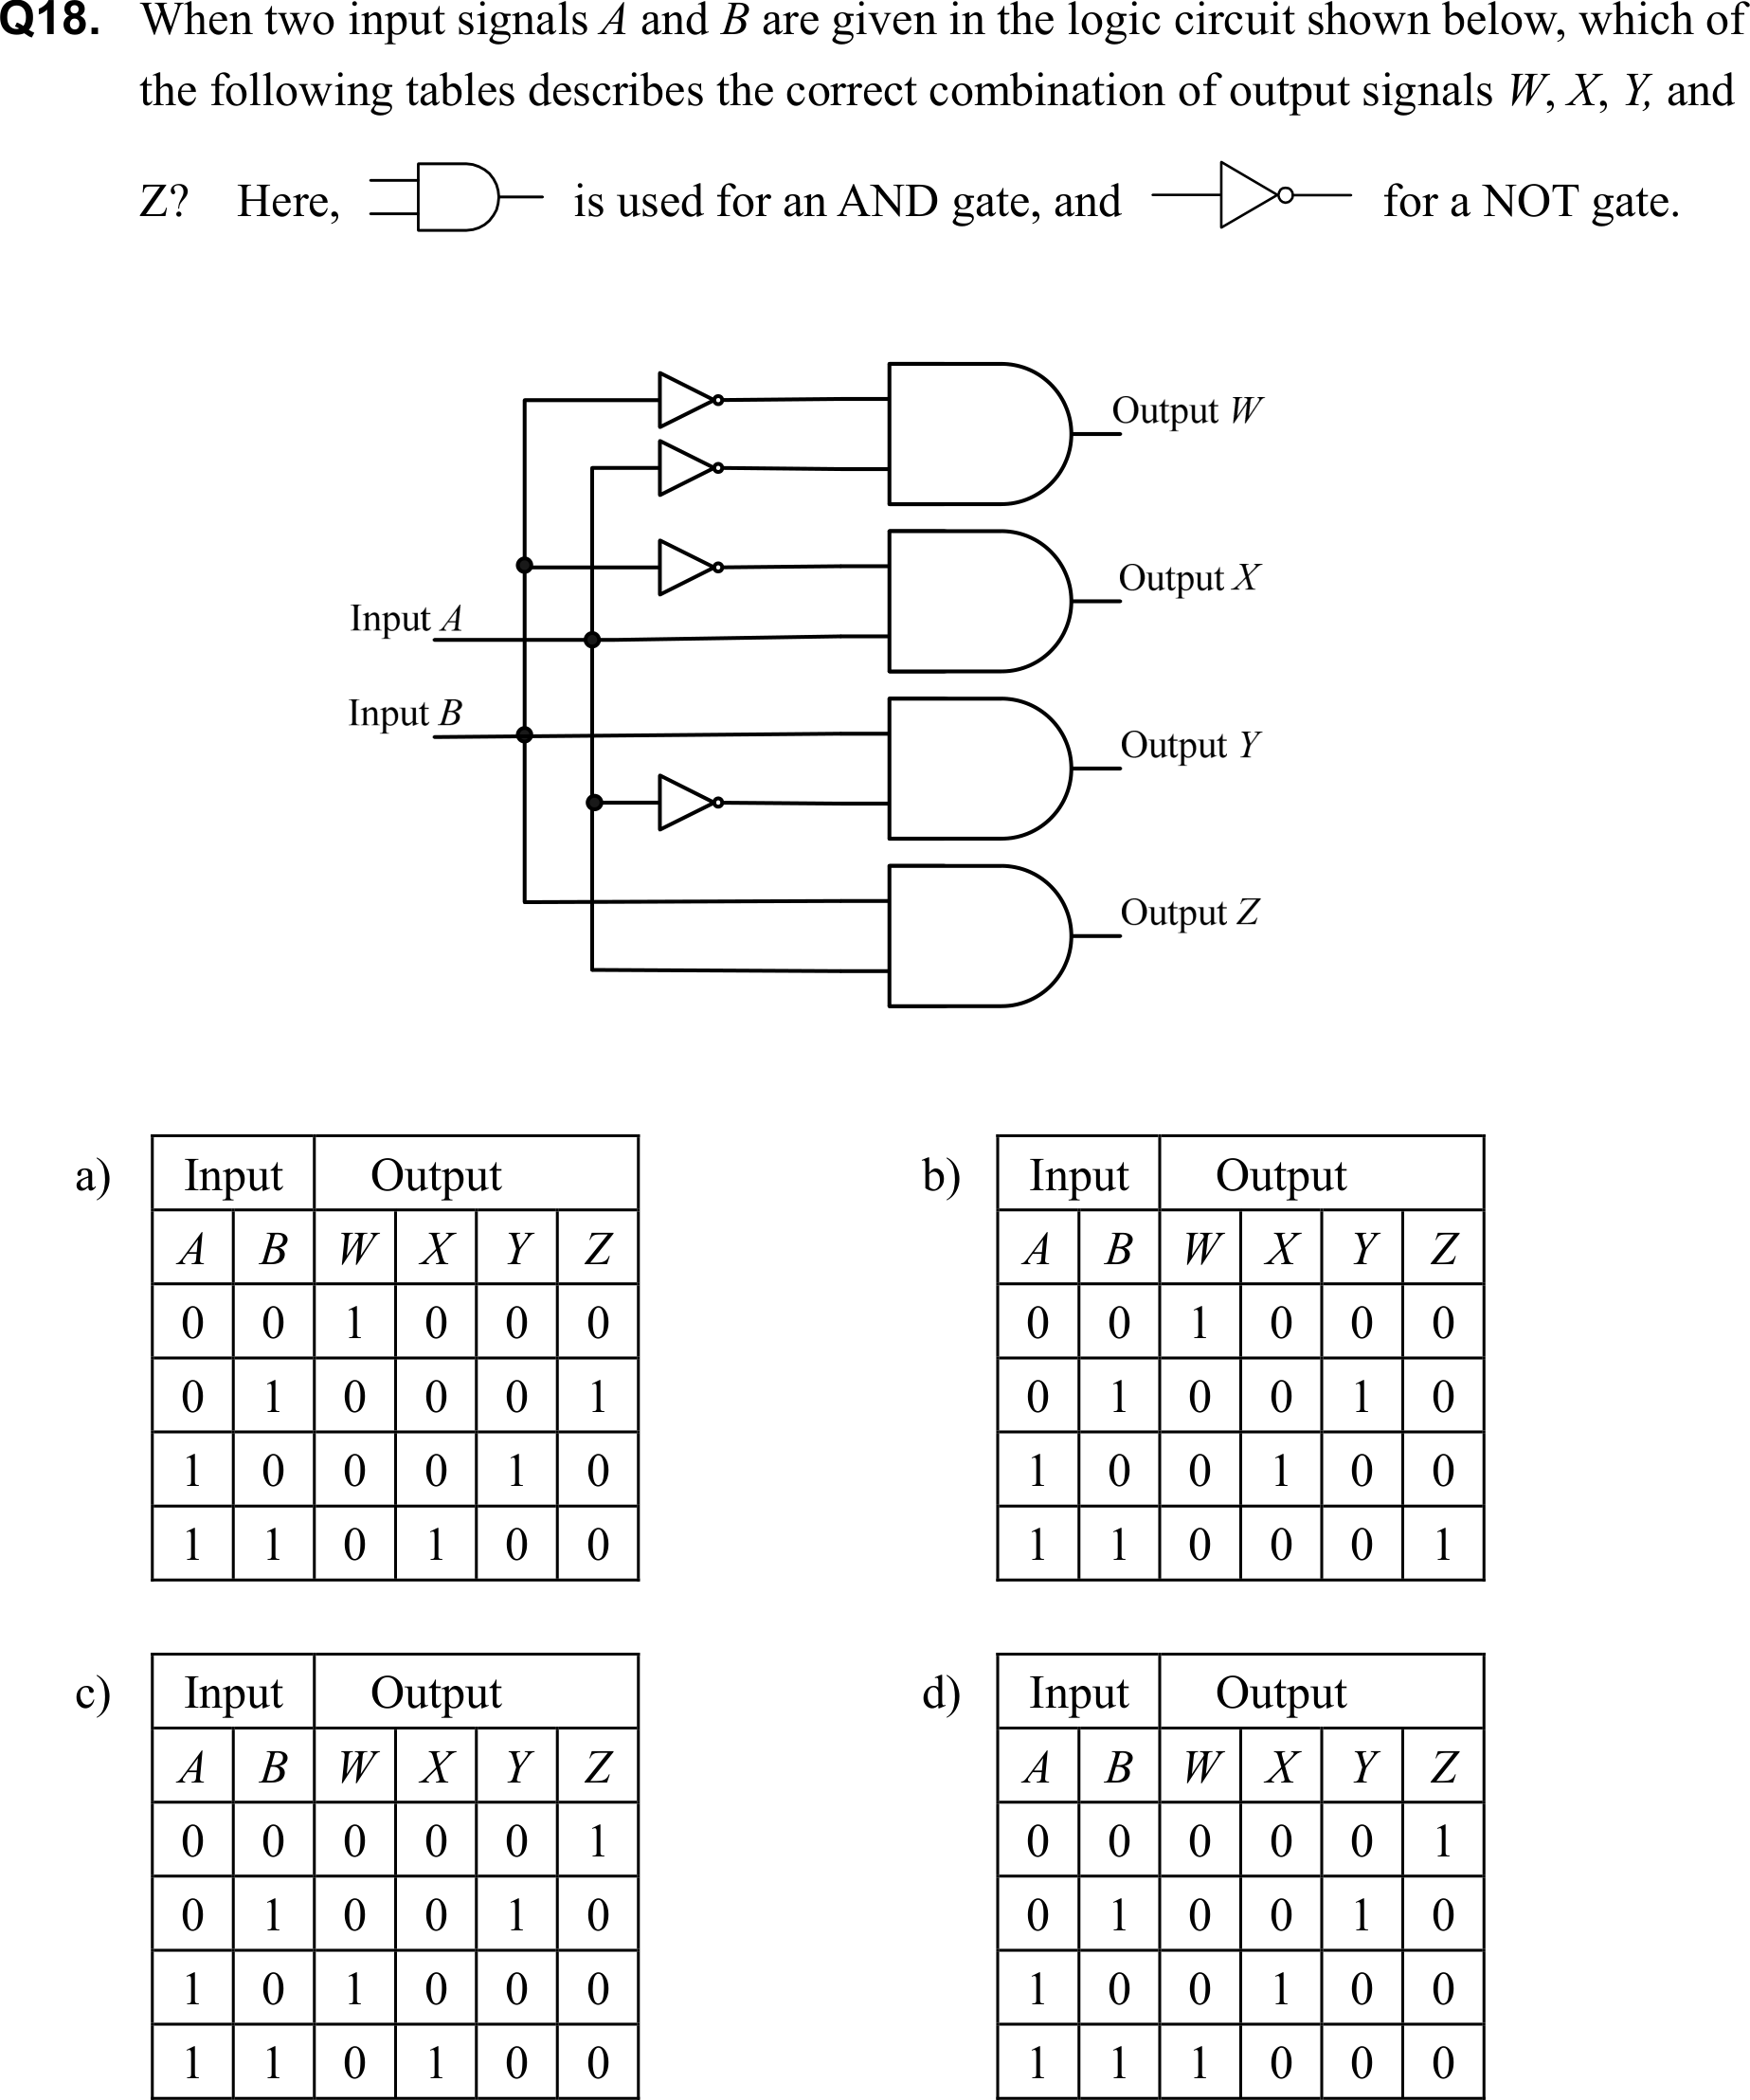 Q18. When two input signals A and B are given in the logic circuit shown below, which of
the following tables describes the correct combination of output signals W, X, Y, and
Z? Here, is used for an AND gate, and for a NOT gate.
Output W
Output X
Input A
Input B
Output Y
Output Z
a)
Input Output
A B W X Y Z
0 0 1 0 0 0
0 1 0 0 0 1
1 0 0 0 1 0
1 1 0 1 0 0
b)
Input Output
A B W X Y Z
0 0 1 0 0 0
0 1 0 0 1 0
1 0 0 1 0 0
1 1 0 0 0 1
c)
Input Output
A B W X Y Z
0 0 0 0 0 1
0 1 0 0 1 0
1 0 1 0 0 0
1 1 0 1 0 0
d)
Input Output
A B W X Y Z
0 0 0 0 0 1
0 1 0 0 1 0
1 0 0 1 0 0
1 1 1 0 0 0